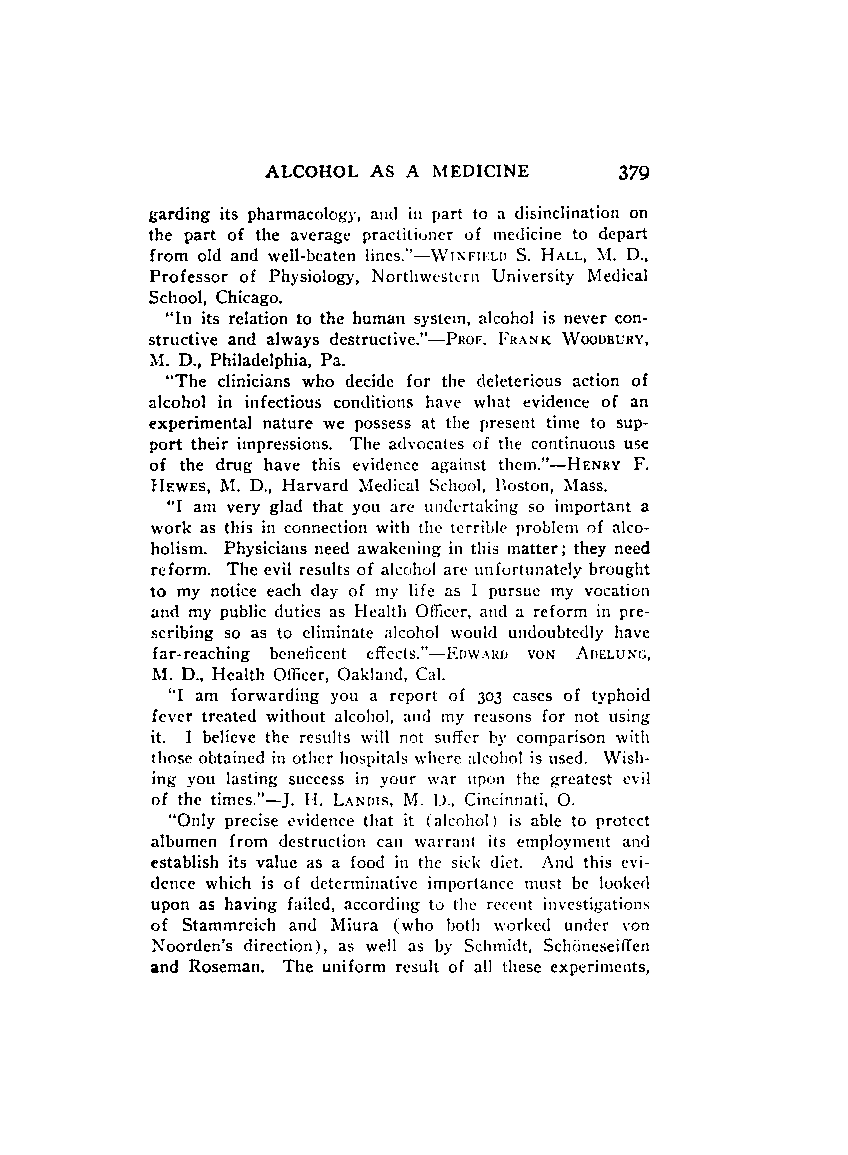 ALCOHOL AS A MEDICINE 379
garding its pharmacology, and in part to a disinclination on
the part of the average practitioner of medicine to depart
from old and well-beaten lines."—WINFIELD S. HALL, M. D.,
Professor of Physiology, Northwestern University Medical
School, Chicago.
"In its relation to the human system, alcohol is never con-
structive and always destructive."—PROF. FRANK WOODBURY,
M. D., Philadelphia, Pa.
"The clinicians who decide for the deleterious action of
alcohol in infectious conditions have what evidence of an
experimental nature we possess at the present time to sup-
port their impressions. The advocates of the continuous use
of the drug have this evidence against them."—HENRY F.
HEWES, M. D., Harvard Medical School, Boston, Mass.
"I am very glad that you are undertaking so important a
work as this in connection with the terrible problem of alco-
holism. Physicians need awakening in this matter; they need
reform. The evil results of alcohol are unfortunately brought
to my notice each day of my life as I pursue my vocation
and my public duties as Health Officer, and a reform in pre-
scribing so as to eliminate alcohol would undoubtedly have
far-reaching beneficent effects."—EDWARD VON ADELUNG,
M. D., Health Officer, Oakland, Cal.
"I am forwarding you a report of 303 cases of typhoid
fever treated without alcohol, and my reasons for not using
it. I believe the results will not suffer by comparison with
those obtained in other hospitals where alcohol is used. Wish-
ing you lasting success in your war upon the greatest evil
of the times."—J. H. LANDIS, M. D., Cincinnati, O.
"Only precise evidence that it (alcohol) is able to protect
albumen from destruction can warrant its employment and
establish its value as a food in the sick diet. And this evi-
dence which is of determinative importance must be looked
upon as having failed, according to the recent investigations
of Stammreich and Miura (who both worked under von
Noorden's direction), as well as by Schmidt, Schöneseiffen
and Roseman. The uniform result of all these experiments,